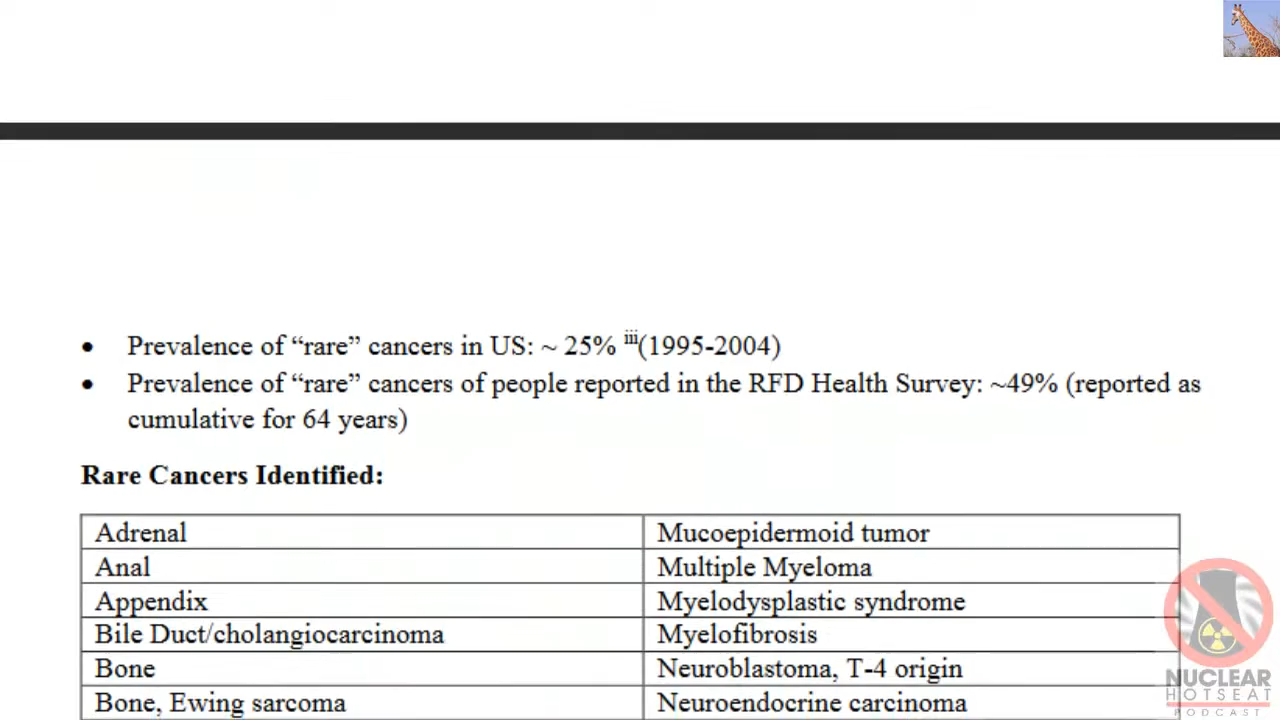 • Prevalence of “rare” cancers in US: ~ 25% iii(1995-2004)
• Prevalence of “rare” cancers of people reported in the RFD Health Survey: ~49% (reported as
cumulative for 64 years)
Rare Cancers Identified:
Adrenal Mucoepidermoid tumor
Anal Multiple Myeloma
Appendix Myelodysplastic syndrome
Bile Duct/cholangiocarcinoma Myelofibrosis
Bone Neuroblastoma, T-4 origin
Bone, Ewing sarcoma Neuroendocrine carcinoma
NUCLEAR
HOTSEAT
PODCAST